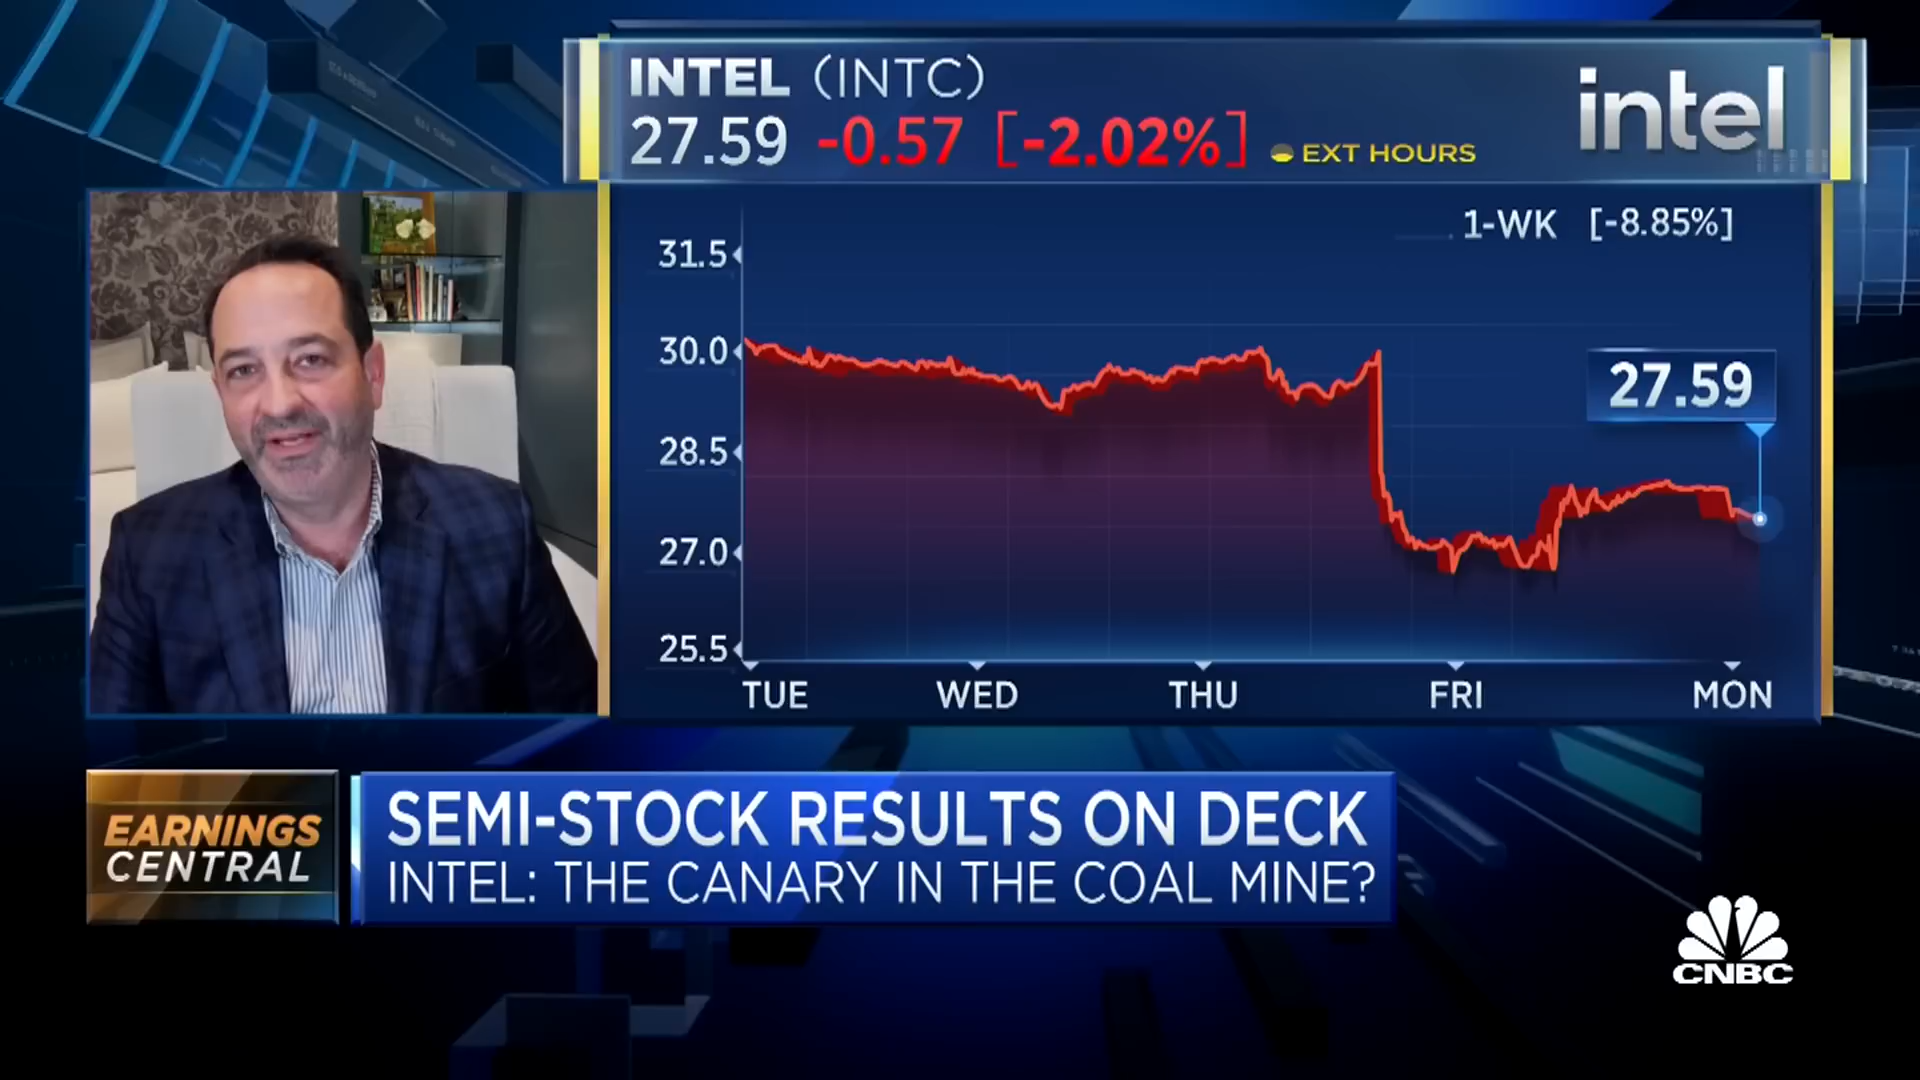 INTEL (INTC)
27.59 -0.57 [-2.02%] EXT HOURS
intel
1-WK [-8.85%]
31.5
30.0
28.5
27.0
25.5
27.59
TUE WED THU FRI MON
EARNINGS
CENTRAL
SEMI-STOCK RESULTS ON DECK
INTEL: THE CANARY IN THE COAL MINE?
CNBC